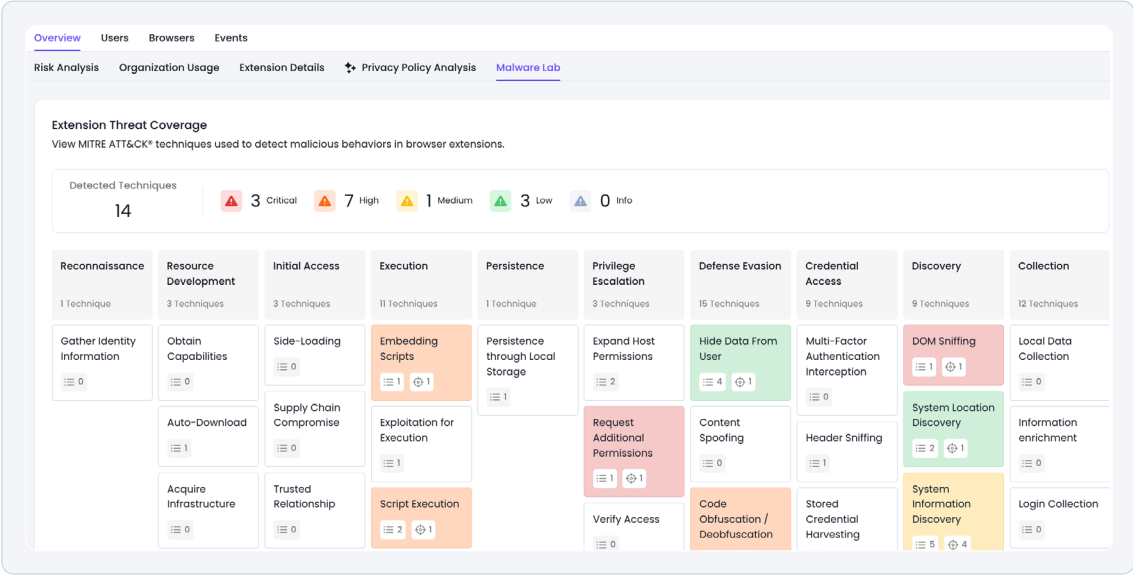 Overview Users Browsers Events
Risk Analysis Organization Usage Extension Details Privacy Policy Analysis Malware Lab
Extension Threat Coverage
View MITRE ATT&CK® techniques used to detect malicious behaviors in browser extensions.
Detected Techniques
14
3 Critical 7 High 1 Medium 3 Low 0 Info
Reconnaissance
1 Technique
Gather Identity
Information
0
Resource
Development
3 Techniques
Obtain
Capabilities
0
Auto-Download
1
Acquire
Infrastructure
0
Initial Access
3 Techniques
Side-Loading
0
Supply Chain
Compromise
0
Trusted
Relationship
0
Execution
11 Techniques
Embedding
Scripts
1 1
Exploitation for
Execution
1
Script Execution
2 1
Persistence
1 Technique
Persistence
through Local
Storage
1
Privilege
Escalation
3 Techniques
Expand Host
Permissions
2
Request
Additional
Permissions
1 1
Verify Access
0
Defense Evasion
15 Techniques
Hide Data From
User
4 1
Content
Spoofing
0
Code
Obfuscation /
Deobfuscation
Credential
Access
9 Techniques
Multi-Factor
Authentication
Interception
0
Header Sniffing
1
Stored
Credential
Harvesting
Discovery
9 Techniques
DOM Sniffing
1 1
System Location
Discovery
2 1
System
Information
Discovery
5 4
Collection
12 Techniques
Local Data
Collection
0
Information
enrichment
0
Login Collection
0